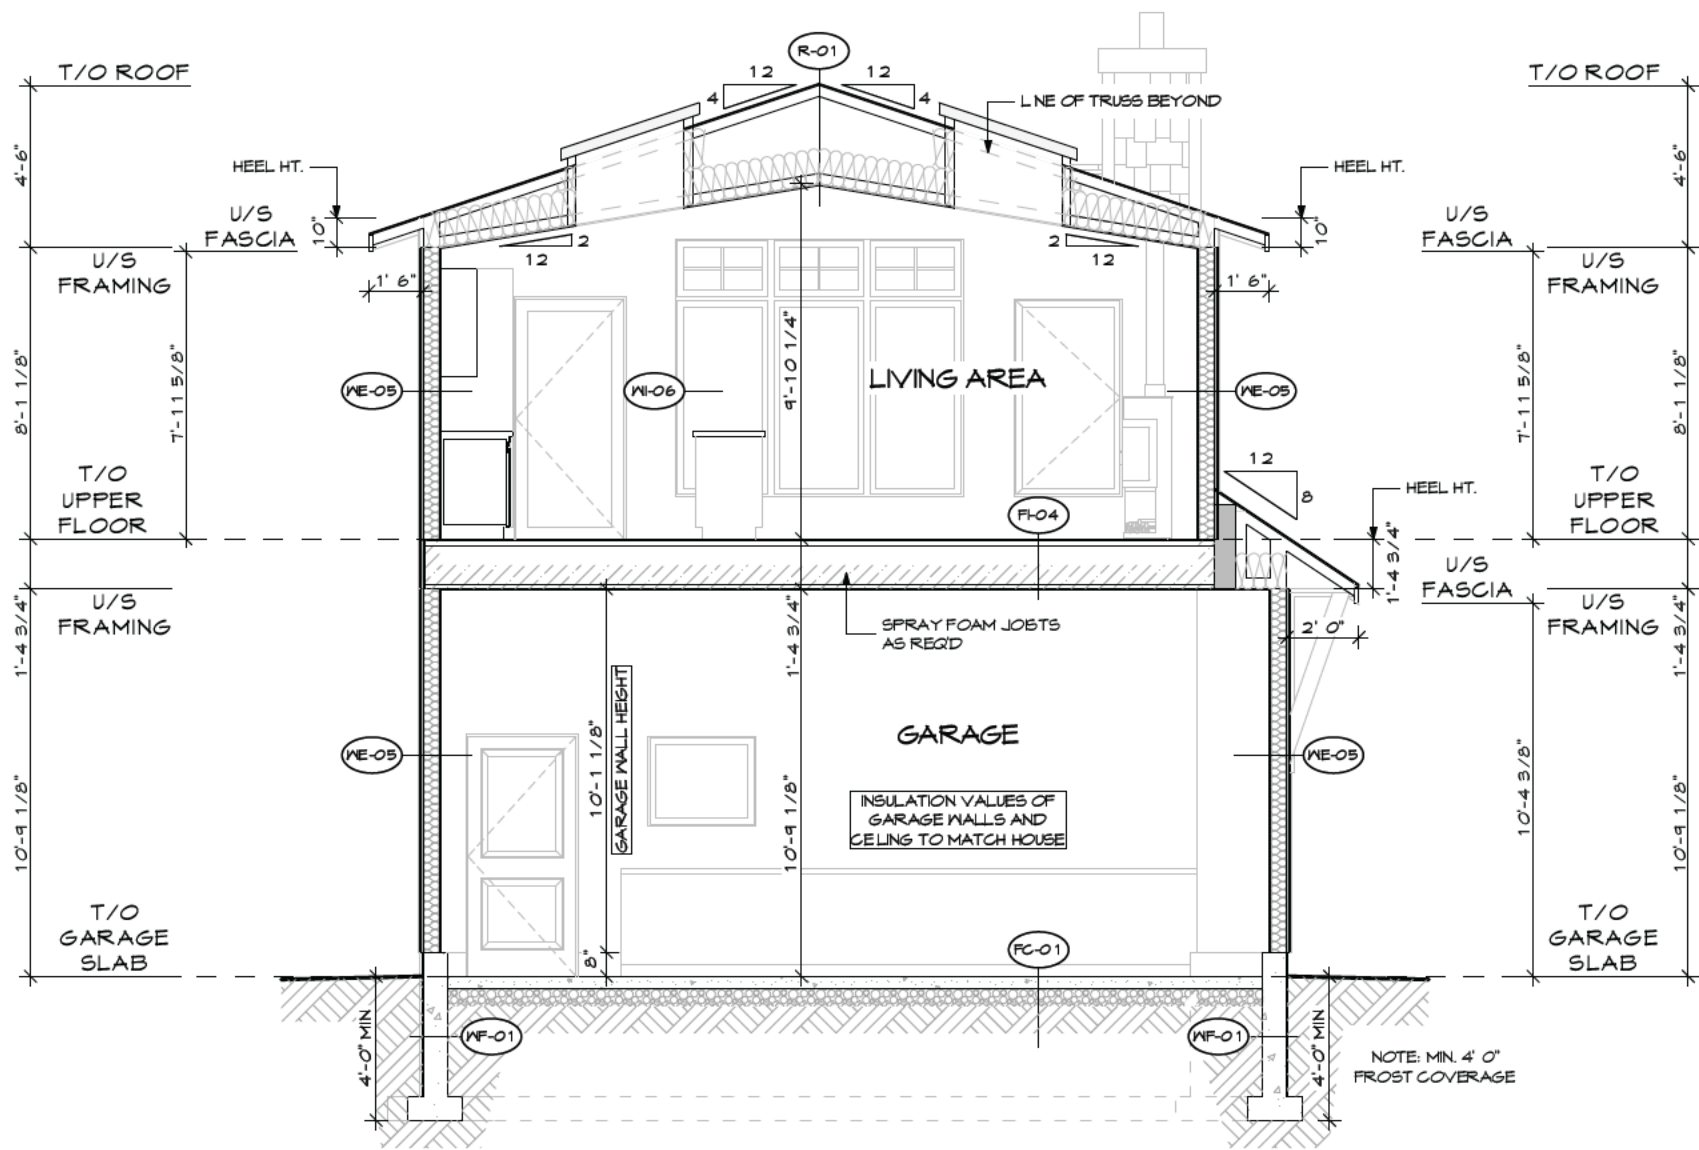 R-01
T/O ROOF
12
12
T/O ROOF
4
4
LINE OF TRUSS BEYOND
4'-6"
HEEL HT.
HEEL HT.
4'-6"
U/S
FASCIA
10"
10"
U/S
FASCIA
2
12
2
12
U/S
FRAMING
U/S
FRAMING
1' 6"
1' 6"
8'-1 1/8"
7'-11 5/8"
WE-05
WI-06
9'-10 1/4"
LIVING AREA
WE-05
7'-11 5/8"
8'-1 1/8"
12
8
T/O
UPPER
FLOOR
FI-04
HEEL HT.
T/O
UPPER
FLOOR
1'-4 3/4"
U/S
FASCIA
U/S
FRAMING
U/S
FRAMING
1'-4 3/4"
1'-4 3/4"
SPRAY FOAM JOISTS
AS REQ'D
2' 0"
1'-4 3/4"
GARAGE
WE-05
10'-1 1/8"
GARAGE WALL HEIGHT
WE-05
10'-9 1/8"
10'-9 1/8"
INSULATION VALUES OF
GARAGE WALLS AND
CEILING TO MATCH HOUSE
10'-4 3/8"
10'-9 1/8"
T/O
GARAGE
SLAB
8"
FC-01
T/O
GARAGE
SLAB
4'-0" MIN
WF-01
WF-01
4'-0" MIN
NOTE: MIN. 4' 0"
FROST COVERAGE